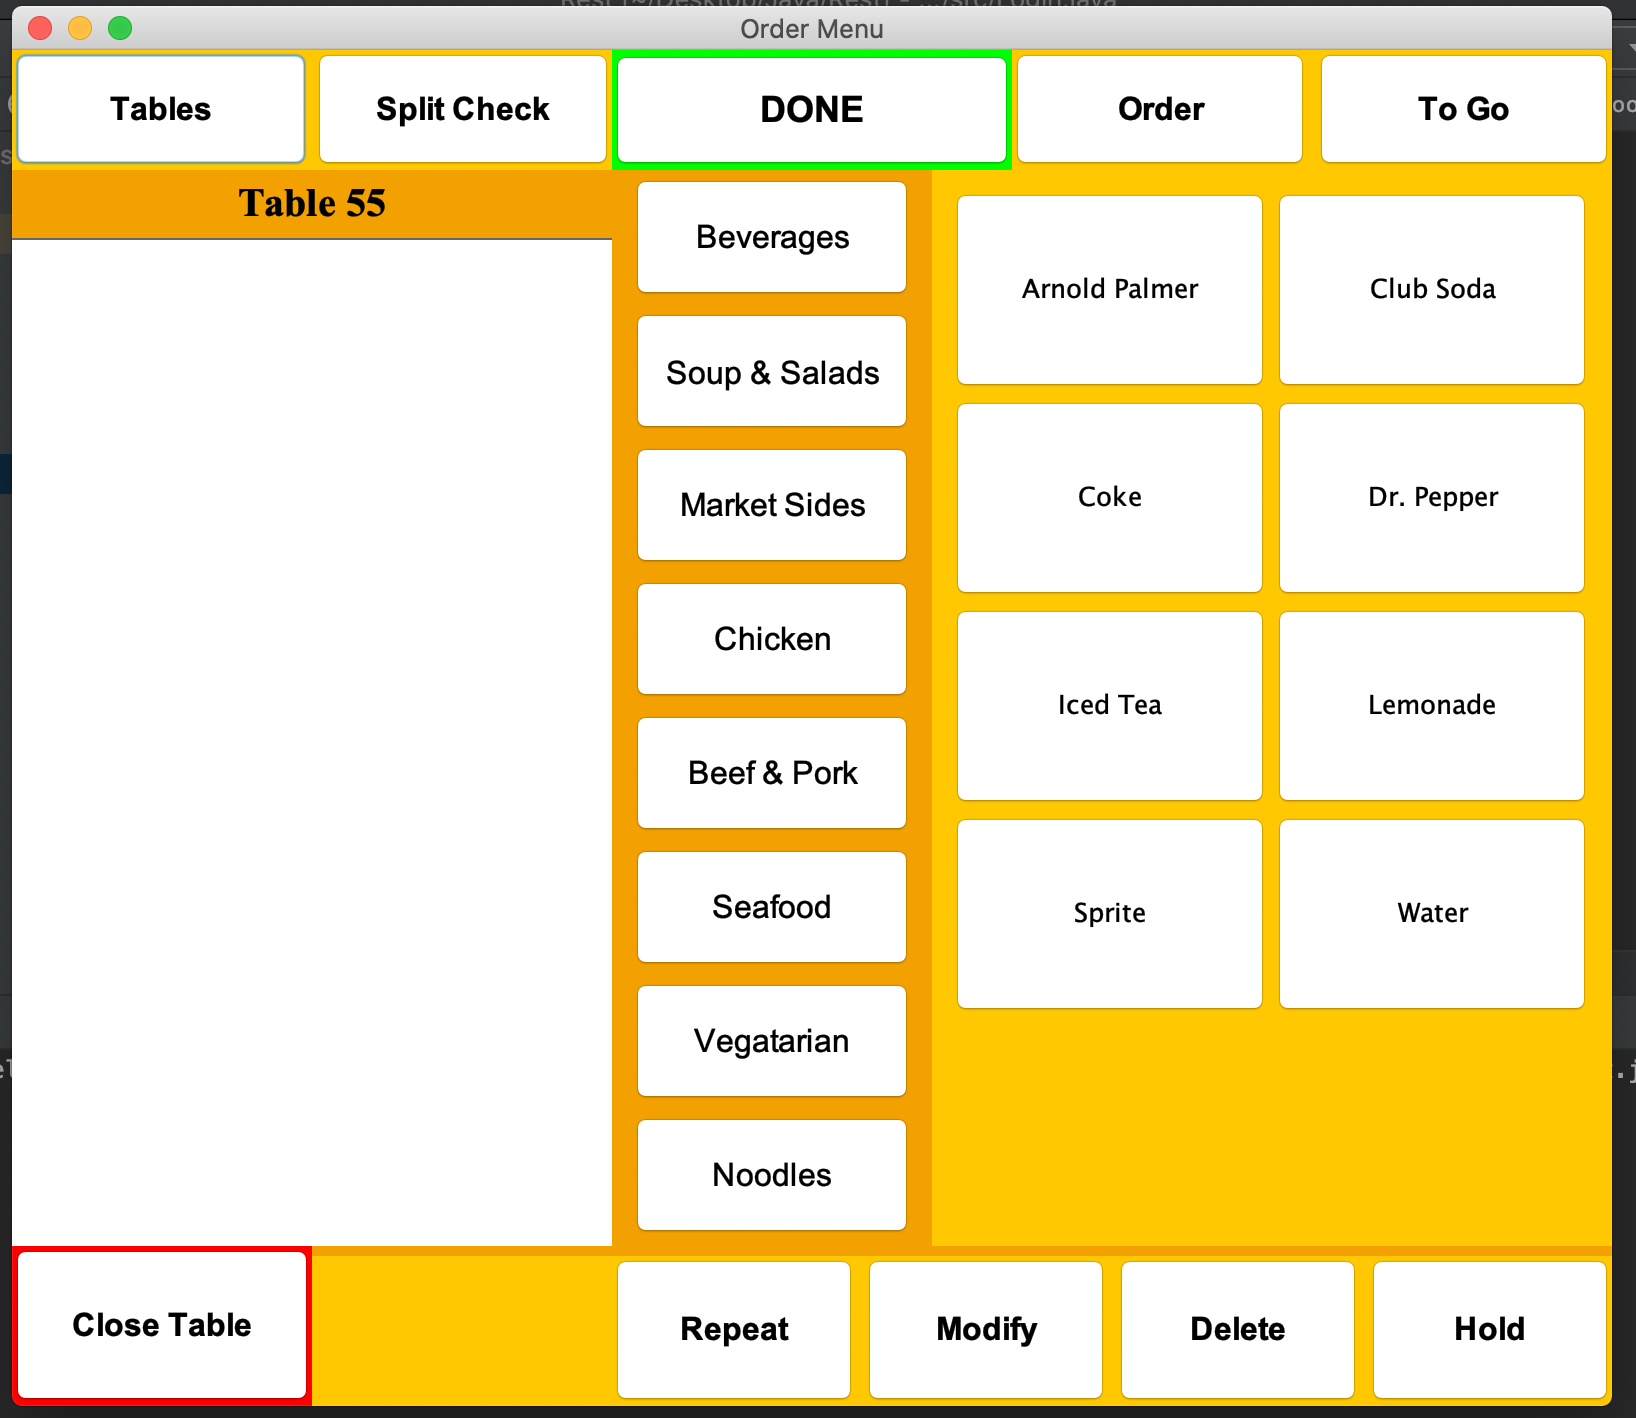 Order Menu
Tables
Split Check
DONE
Order
To Go
Table 55
Beverages
Soup & Salads
Market Sides
Chicken
Beef & Pork
Seafood
Vegatarian
Noodles
Arnold Palmer
Club Soda
Coke
Dr. Pepper
Iced Tea
Lemonade
Sprite
Water
Close Table
Repeat
Modify
Delete
Hold